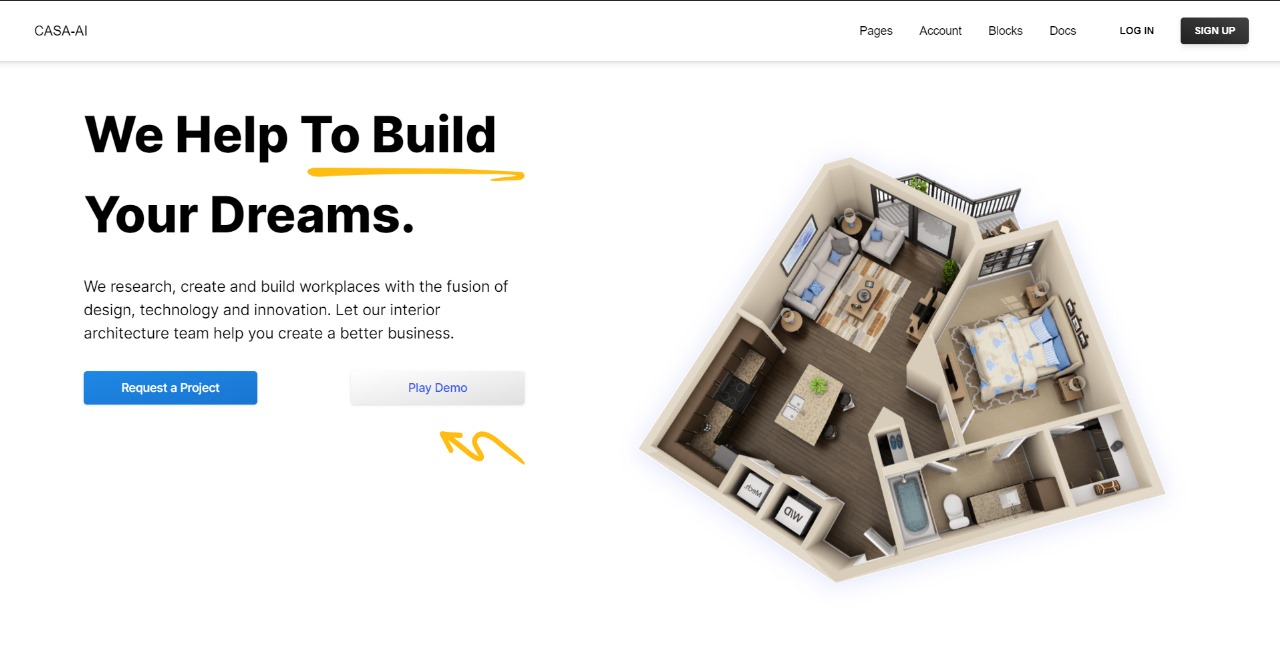 CASA-AI
Pages
Account
Blocks
Docs
LOG IN
SIGN UP
We Help To Build
Your Dreams.
We research, create and build workplaces with the fusion of
design, technology and innovation. Let our interior
architecture team help you create a better business.
Request a Project
Play Demo
Mech.
W/D